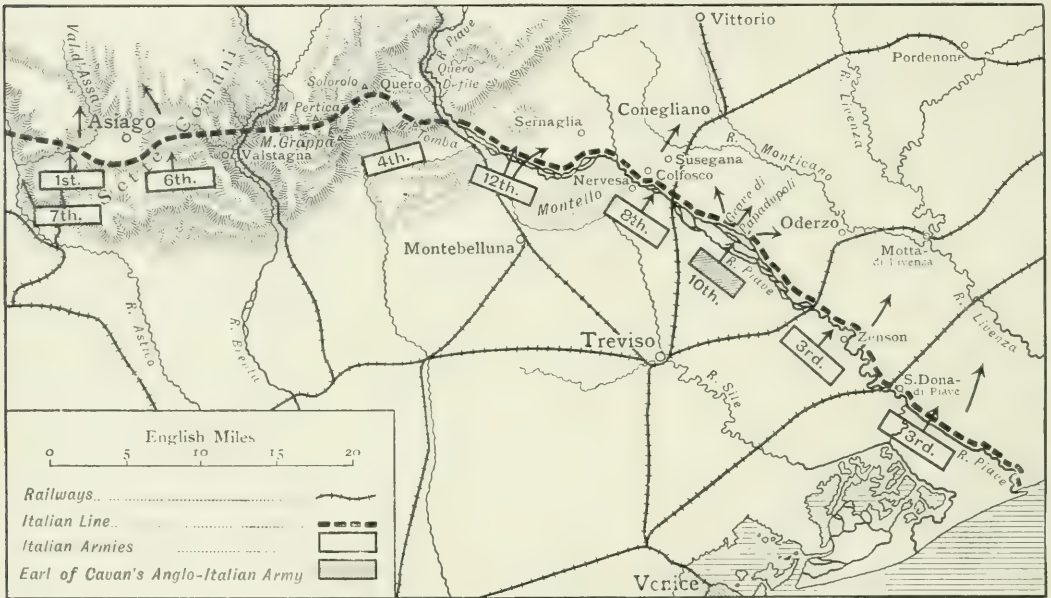 Vittorio
Pordenone
Val d'Assa
R. Piave
Quero
Defile
Solorolo
Quero
R. Livenza
Conegliano
Sette Comuni
Asiago
M. Pertica
Sernaglia
R. Monticano
M. Grappa
M. Tomba
Valstagna
4th.
Susegana
Colfosco
1st.
6th.
12th.
Nervesa
Grave di
Papadupoli
7th.
Montello
8th.
Oderzo
Montebelluna
Motta-
di Livenza
R. Piave
10th.
R. Astico
R. Brenta
R. Livenza
Treviso
Zenson
3rd.
R. Sile
S. Dona-
di Piave
3rd.
R. Piave
English Miles
0 5 10 15 20
Railways
Italian Line
Italian Armies
Earl of Cavan's Anglo-Italian Army
Venice